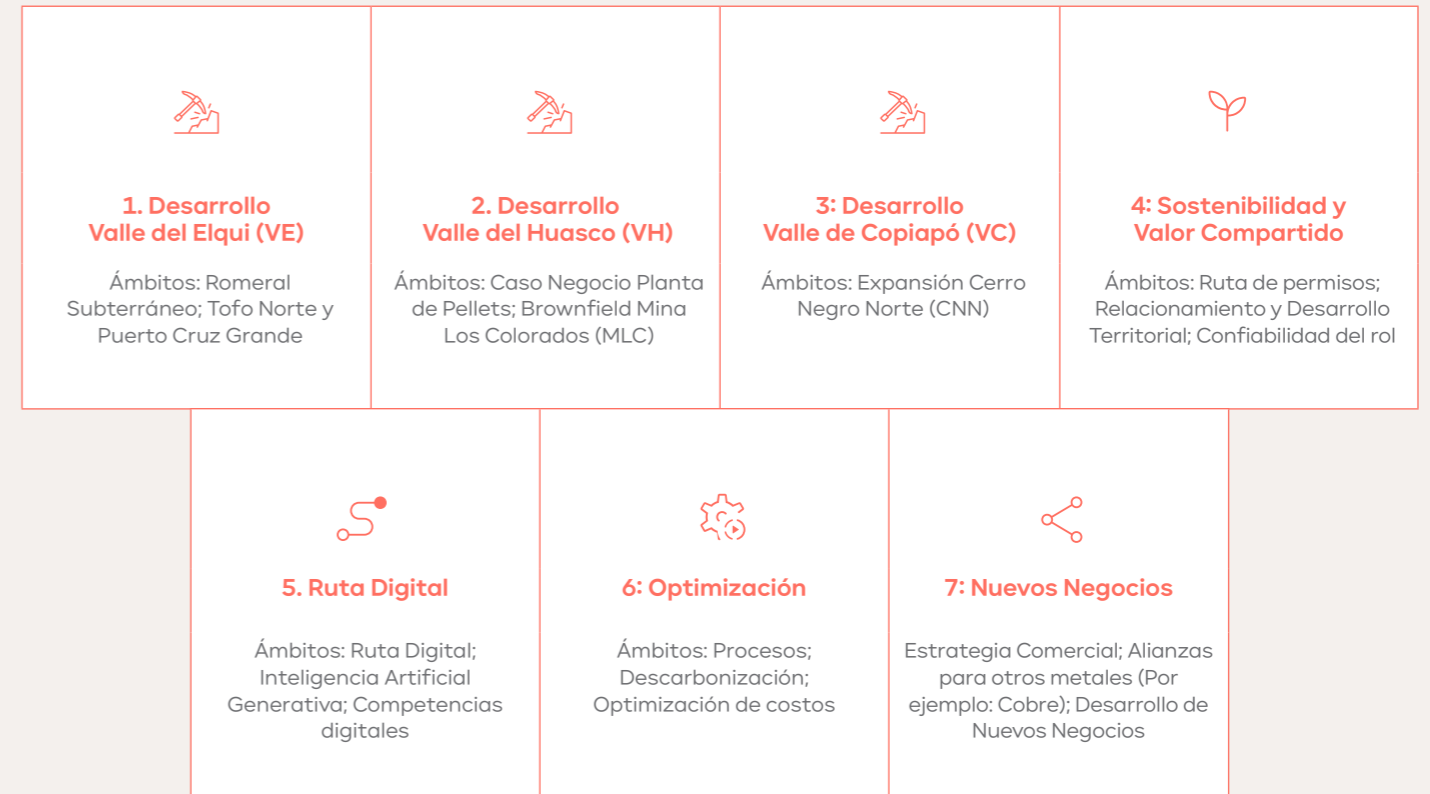 1. Desarrollo
Valle del Elqui (VE)
Ámbitos: Romeral
Subterráneo; Tofo Norte y
Puerto Cruz Grande
2. Desarrollo
Valle del Huasco (VH)
Ámbitos: Caso Negocio Planta
de Pellets; Brownfield Mina
Los Colorados (MLC)
3: Desarrollo
Valle de Copiapó (VC)
Ámbitos: Expansión Cerro
Negro Norte (CNN)
4: Sostenibilidad y
Valor Compartido
Ámbitos: Ruta de permisos;
Relacionamiento y Desarrollo
Territorial; Confiabilidad del rol
5. Ruta Digital
Ámbitos: Ruta Digital;
Inteligencia Artificial
Generativa; Competencias
digitales
6: Optimización
Ámbitos: Procesos;
Descarbonización;
Optimización de costos
7: Nuevos Negocios
Estrategia Comercial; Alianzas
para otros metales (Por
ejemplo: Cobre); Desarrollo de
Nuevos Negocios